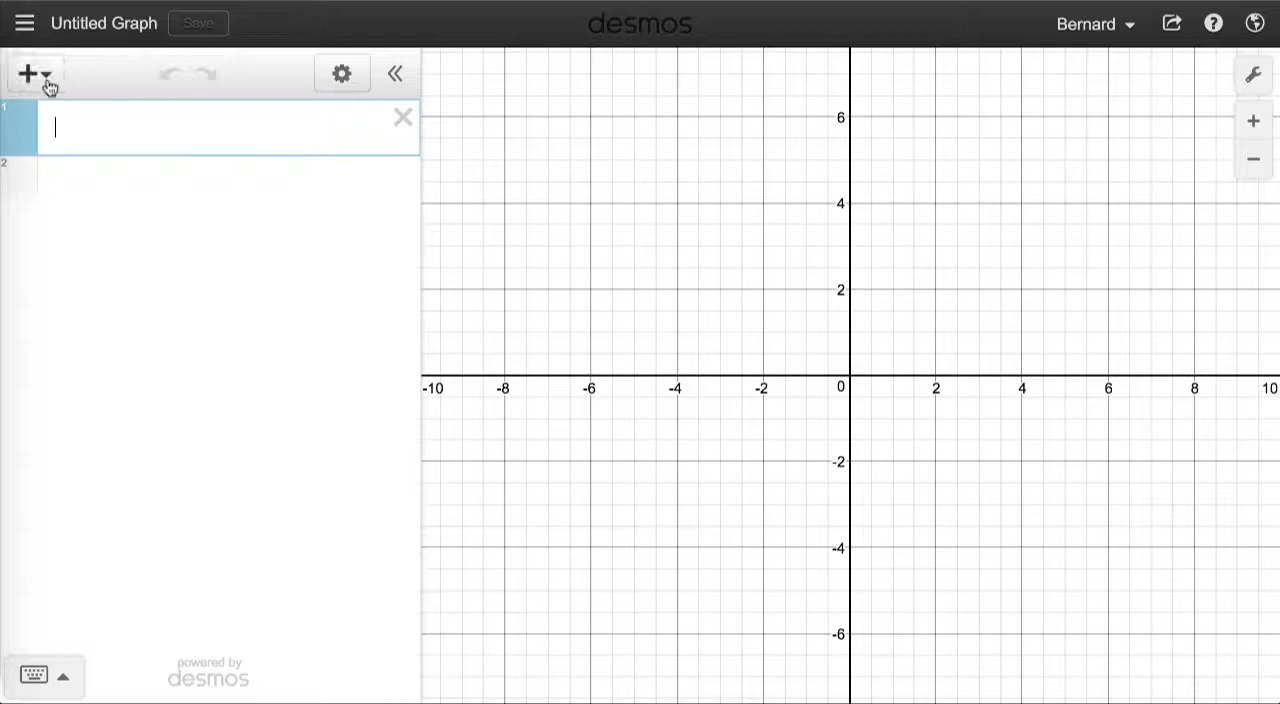 Untitled Graph Save desmos Bernard
1
2
6
4
2
-10 -8 -6 -4 -2 0 2 4 6 8 10
-2
-4
-6
powered by
desmos